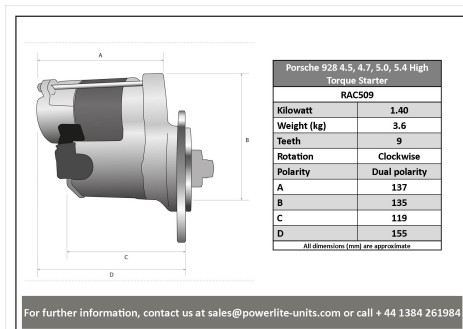 A
B
C
D
Porsche 928 4.5, 4.7, 5.0, 5.4 High
Torque Starter
RAC509
Kilowatt 1.40
Weight (kg) 3.6
Teeth 9
Rotation Clockwise
Polarity Dual polarity
A 137
B 135
C 119
D 155
All dimensions (mm) are approximate
For further information, contact us at sales@powerlite-units.com or call + 44 1384 261984